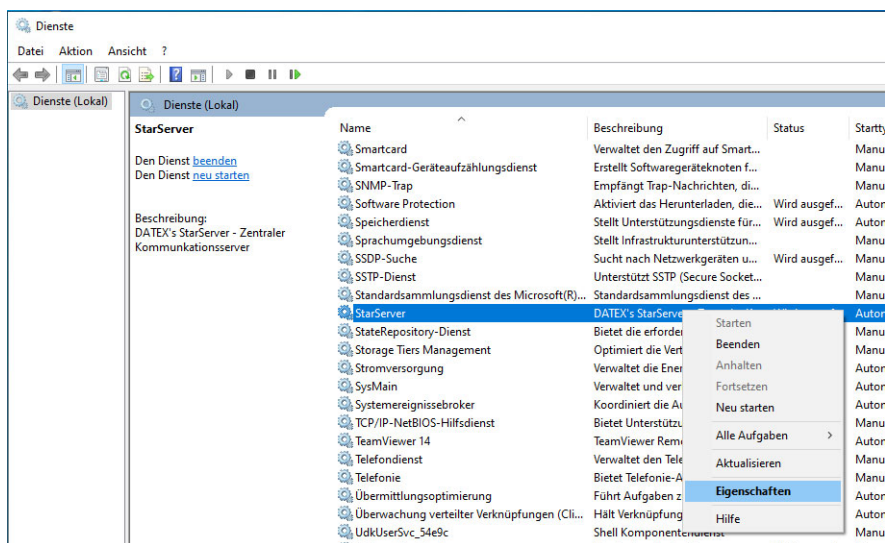 Dienste
Datei Aktion Ansicht ?
Dienste (Lokal)
Dienste (Lokal)
StarServer
Den Dienst beenden
Den Dienst neu starten
Beschreibung:
DATEX's StarServer - Zentraler
Kommunkationsserver
Name Beschreibung Status Startty
Smartcard Verwaltet den Zugriff auf Smart... Manu
Smartcard-Geräteaufzählungsdienst Erstellt Softwaregeräteknoten f... Manu
SNMP-Trap Empfängt Trap-Nachrichten, di... Manu
Software Protection Aktiviert das Herunterladen, die... Wird ausgef... Autor
Speicherdienst Stellt Unterstützungsdienste für... Wird ausgef... Autor
Sprachumgebungsdienst Stellt Infrastrukturunterstützun... Manu
SSDP-Suche Sucht nach Netzwerkgeräten u... Wird ausgef... Manu
SSTP-Dienst Unterstützt SSTP (Secure Socket... Manu
Standardsammlungsdienst des Microsoft(R)... Standardsammlungsdienst des ... Manu
StarServer DATEX's StarServe Autor
StateRepository-Dienst Bietet die erforder Manu
Storage Tiers Management Optimiert die Vert Manu
Stromversorgung Verwaltet die Ener Autor
SysMain Verwaltet und ver Autor
Systemereignissebroker Koordiniert die Au Autor
TCP/IP-NetBIOS-Hilfsdienst Bietet Unterstützu Manu
TeamViewer 14 TeamViewer Rem Autor
Telefondienst Verwaltet den Tele Manu
Telefonie Bietet Telefonie-A Manu
Übermittlungsoptimierung Führt Aufgaben z Autor
Überwachung verteilter Verknüpfungen (Cli... Hält Verknüpfung Autor
UdkUserSvc_54e9c Shell Komponentendienst Manu
Starten
Beenden
Anhalten
Fortsetzen
Neu starten
Alle Aufgaben
Aktualisieren
Eigenschaften
Hilfe